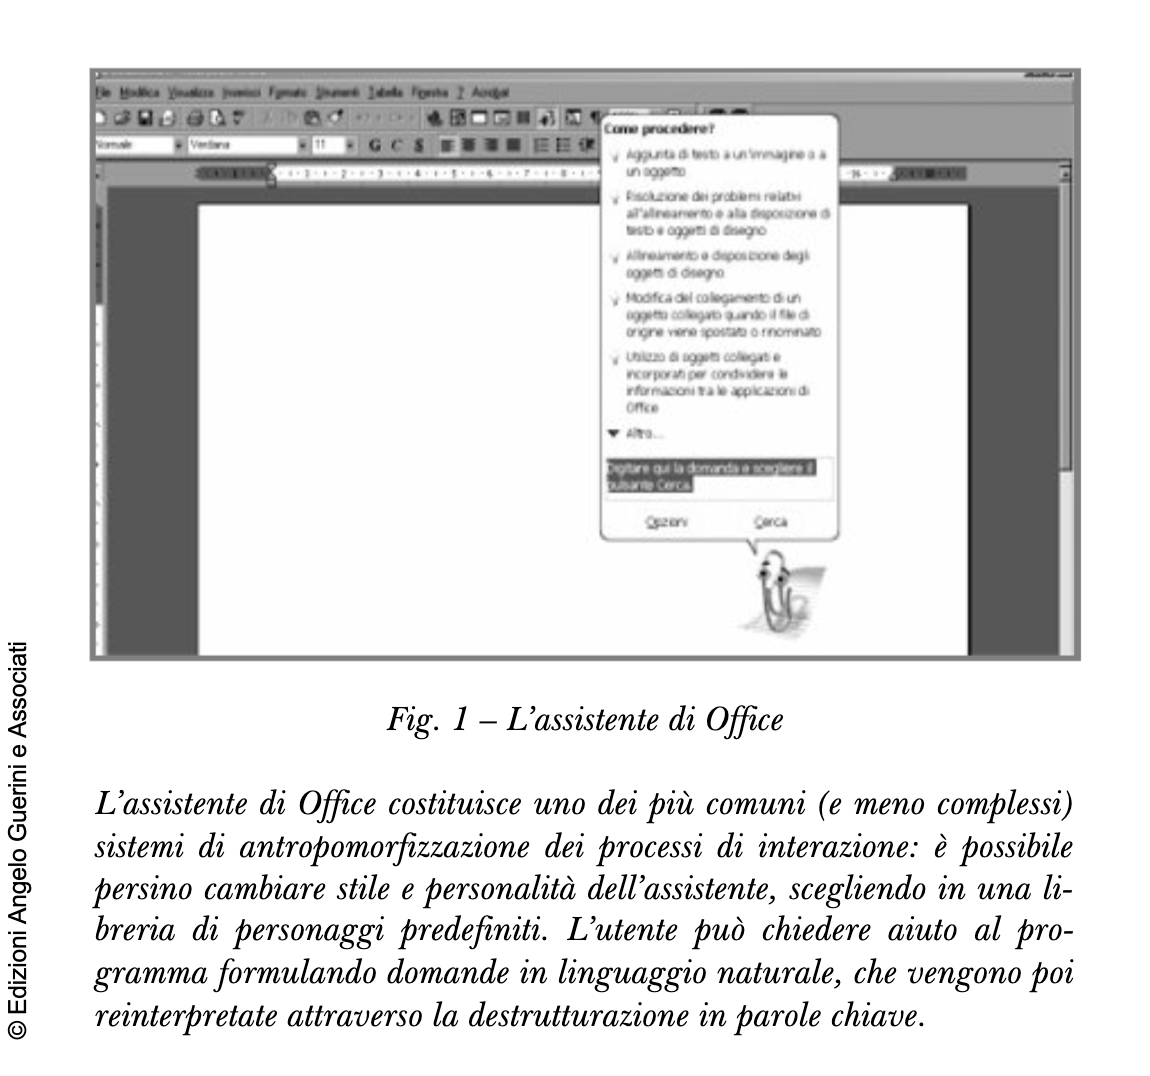 File Modifica Visualizza Inserisci Formato Strumenti Tabella Finestra ? Acrobat
Normale Verdana 11 G C S
Come procedere?
Aggiunta di testo a un'immagine o a
un oggetto
Risoluzione dei problemi relativi
all'allineamento e alla disposizione di
testo e oggetti di disegno
Allineamento e disposizione degli
oggetti di disegno
Modifica del collegamento di un
oggetto collegato quando il file di
origine viene spostato o rinominato
Utilizzo di oggetti collegati e
incorporati per condividere le
informazioni tra le applicazioni di
Office
Altro...
Digitare qui la domanda e scegliere il
pulsante Cerca.
Opzioni Cerca
Fig. 1 – L'assistente di Office
L'assistente di Office costituisce uno dei più comuni (e meno complessi)
sistemi di antropomorfizzazione dei processi di interazione: è possibile
persino cambiare stile e personalità dell'assistente, scegliendo in una li-
breria di personaggi predefiniti. L'utente può chiedere aiuto al pro-
gramma formulando domande in linguaggio naturale, che vengono poi
reinterpretate attraverso la destrutturazione in parole chiave.
© Edizioni Angelo Guerini e Associati